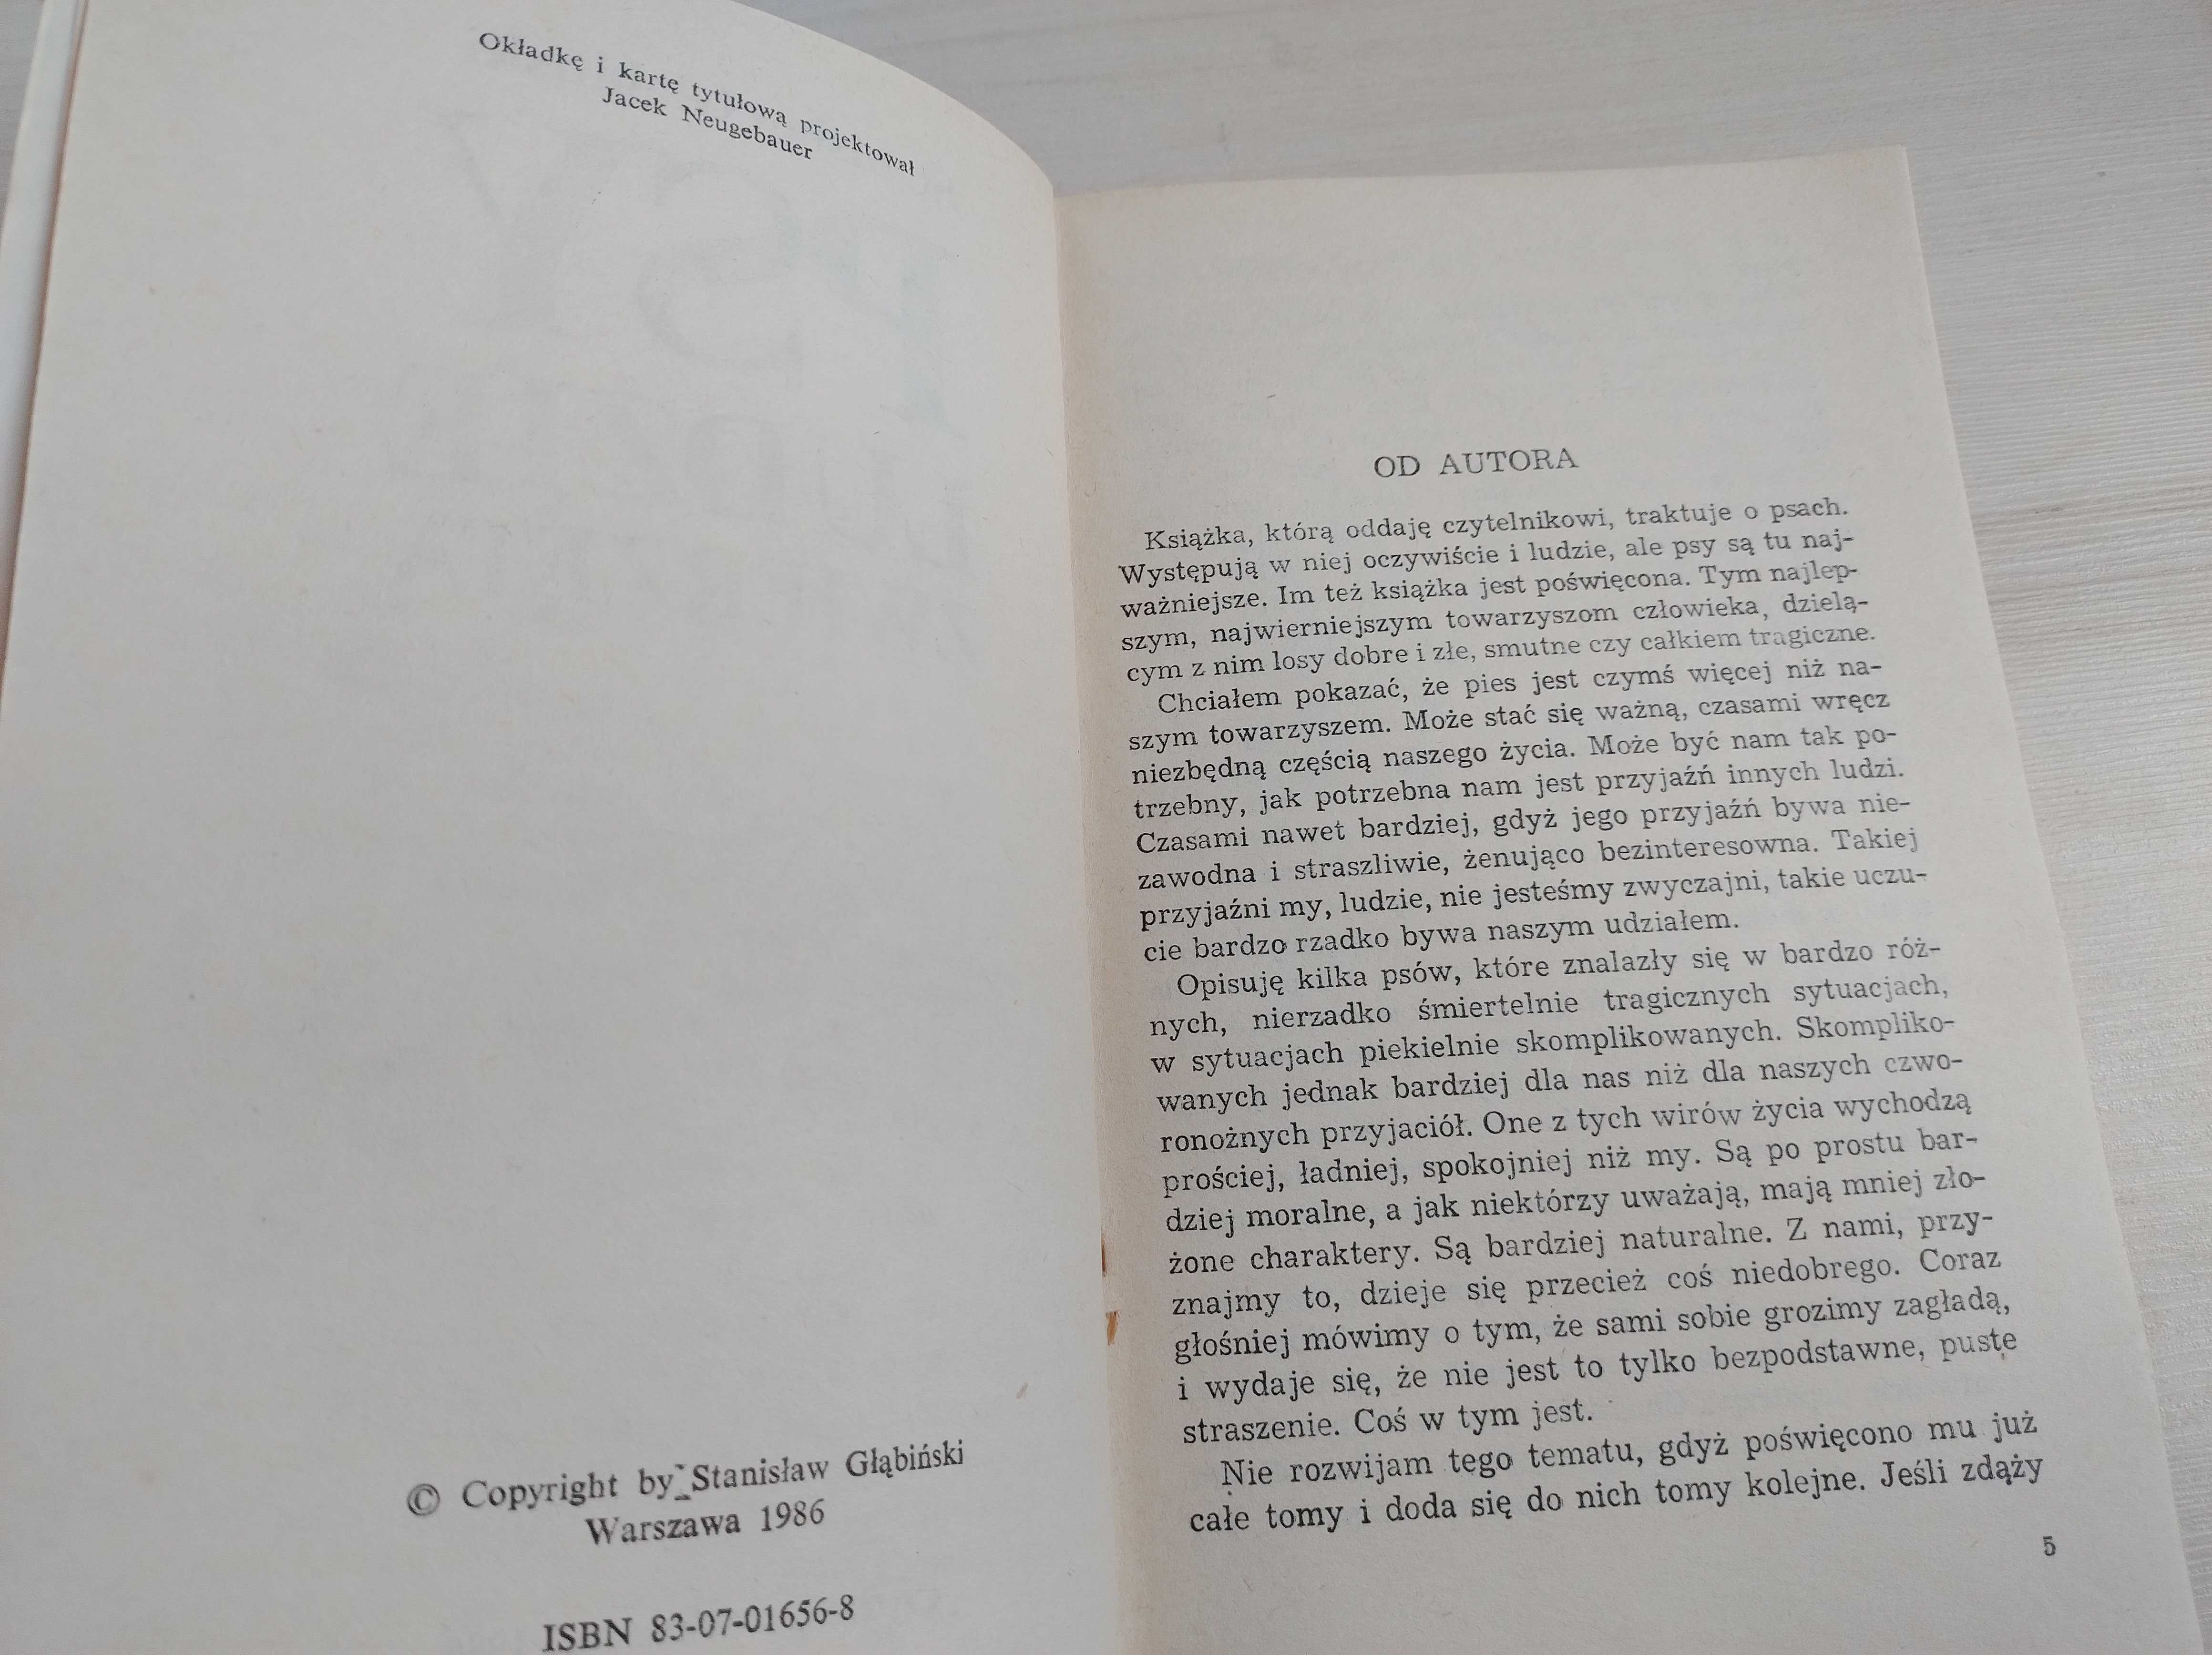 Okładkę i kartę tytułową projektował
Jacek Neugebauer
© Copyright by Stanisław Głąbiński
Warszawa 1986
ISBN 83-07-01656-8
OD AUTORA
Książka, którą oddaję czytelnikowi, traktuje o psach.
Występują w niej oczywiście i ludzie, ale psy są tu naj-
ważniejsze. Im też książka jest poświęcona. Tym najlep-
szym, najwierniejszym towarzyszom człowieka, dzielą-
cym z nim losy dobre i złe, smutne czy całkiem tragiczne.
Chciałem pokazać, że pies jest czymś więcej niż na-
szym towarzyszem. Może stać się ważną, czasami wręcz
niezbędną częścią naszego życia. Może być nam tak po-
trzebny, jak potrzebna nam jest przyjaźń innych ludzi.
Czasami nawet bardziej, gdyż jego przyjaźń bywa nie-
zawodna i straszliwie, żenująco bezinteresowna. Takiej
przyjaźni my, ludzie, nie jesteśmy zwyczajni, takie uczu-
cie bardzo rzadko bywa naszym udziałem.
Opisuję kilka psów, które znalazły się w bardzo róż-
nych, nierzadko śmiertelnie tragicznych sytuacjach,
w sytuacjach piekielnie skomplikowanych. Skompliko-
wanych jednak bardziej dla nas niż dla naszych czwo-
ronożnych przyjaciół. One z tych wirów życia wychodzą
prościej, ładniej, spokojniej niż my. Są po prostu bar-
dziej moralne, a jak niektórzy uważają, mają mniej zło-
żone charaktery. Są bardziej naturalne. Z nami, przy-
znajmy to, dzieje się przecież coś niedobrego. Coraz
głośniej mówimy o tym, że sami sobie grozimy zagładą,
i wydaje się, że nie jest to tylko bezpodstawne, puste
straszenie. Coś w tym jest.
Nie rozwijam tego tematu, gdyż poświęcono mu już
całe tomy i doda się do nich tomy kolejne. Jeśli zdąży
5